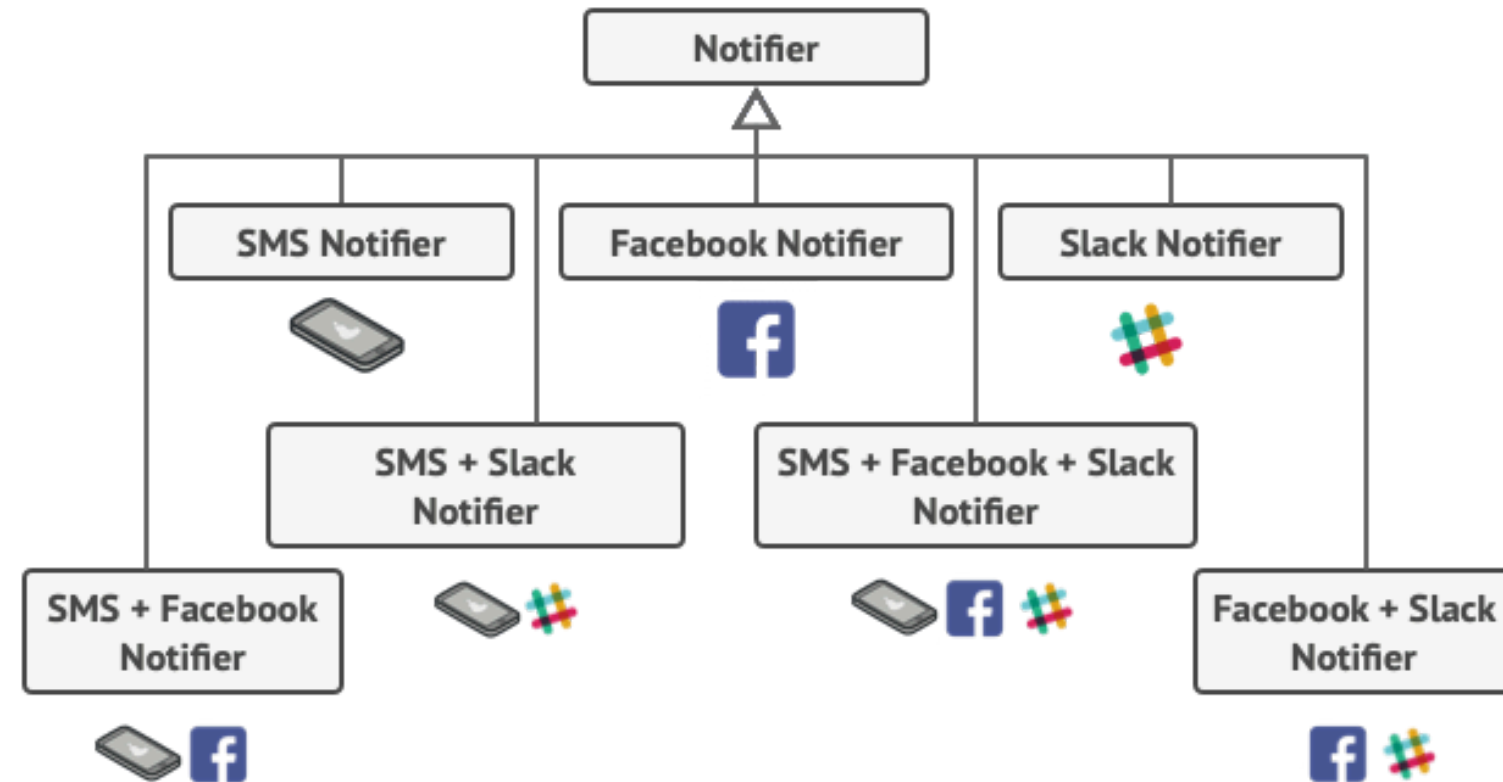 Notifier
SMS Notifier
Facebook Notifier
Slack Notifier
SMS + Slack
Notifier
SMS + Facebook + Slack
Notifier
SMS + Facebook
Notifier
Facebook + Slack
Notifier